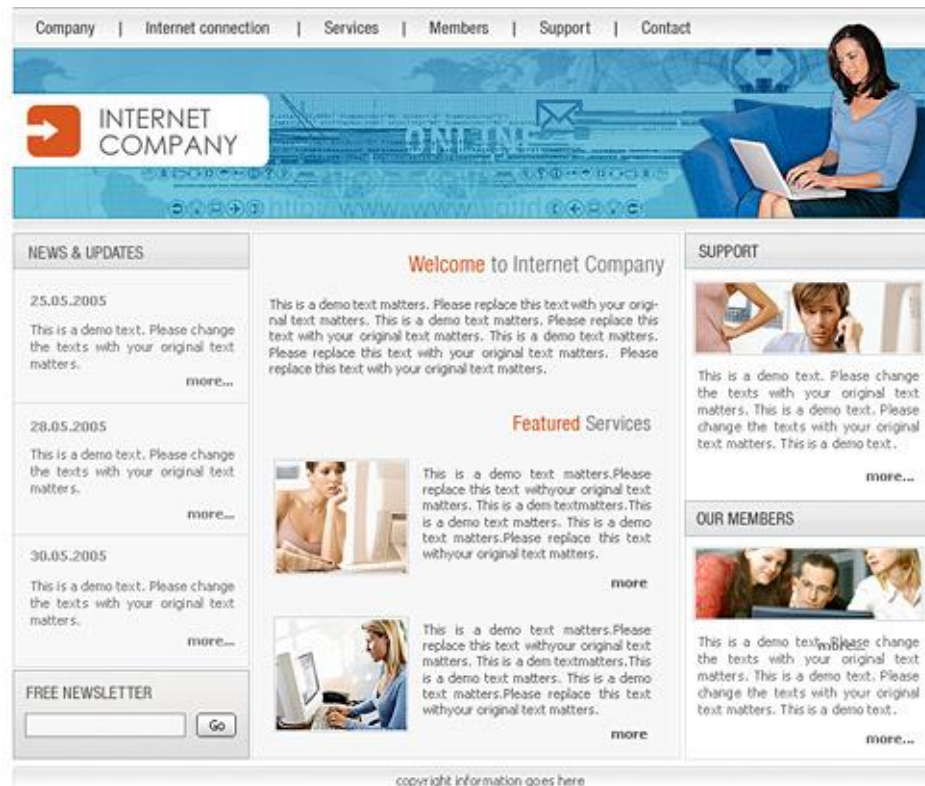 Company | Internet connection | Services | Members | Support | Contact
INTERNET
COMPANY
ONLINE
http://www.www
NEWS & UPDATES
25.05.2005
This is a demo text. Please change
the texts with your original text
matters.
more...
28.05.2005
This is a demo text. Please change
the texts with your original text
matters.
more...
30.05.2005
This is a demo text. Please change
the texts with your original text
matters.
more...
FREE NEWSLETTER
Go
Welcome to Internet Company
This is a demo text matters. Please replace this text with your origi-
nal text matters. This is a demo text matters. Please replace this
text with your original text matters. This is a demo text matters.
Please replace this text with your original text matters. Please
replace this text with your original text matters.
Featured Services
This is a demo text matters.Please
replace this text withyour original text
matters. This is a dem textmatters.This
is a demo text matters. This is a demo
text matters.Please replace this text
withyour original text matters.
more
This is a demo text matters.Please
replace this text withyour original text
matters. This is a dem textmatters.This
is a demo text matters. This is a demo
text matters.Please replace this text
withyour original text matters.
more
SUPPORT
This is a demo text. Please change
the texts with your original text
matters. This is a demo text. Please
change the texts with your original
text matters. This is a demo text.
more...
OUR MEMBERS
This is a demo text. Please change
more...
the texts with your original text
matters. This is a demo text. Please
change the texts with your original
text matters. This is a demo text.
more...
copyright information goes here